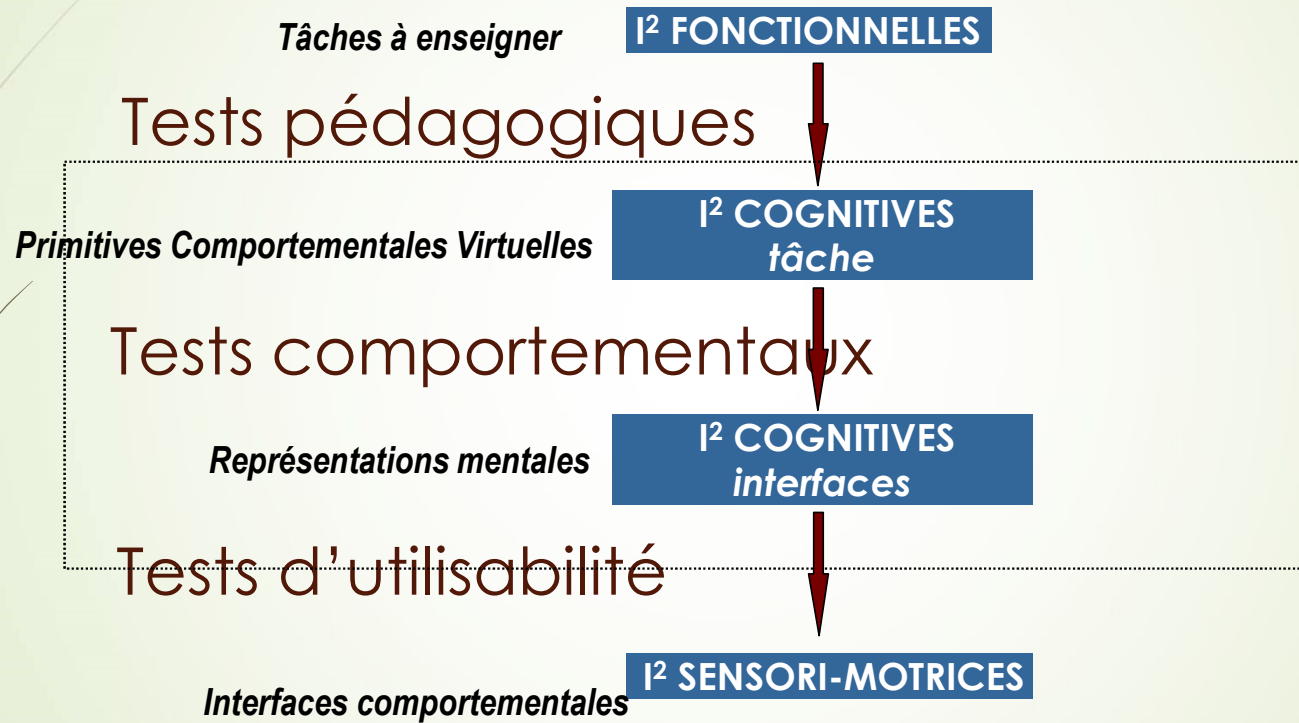 Tâches à enseigner
I² FONCTIONNELLES
Tests pédagogiques
I² COGNITIVES
tâche
Primitives Comportementales Virtuelles
Tests comportementaux
I² COGNITIVES
interfaces
Représentations mentales
Tests d’utilisabilité
I² SENSORI-MOTRICES
Interfaces comportementales